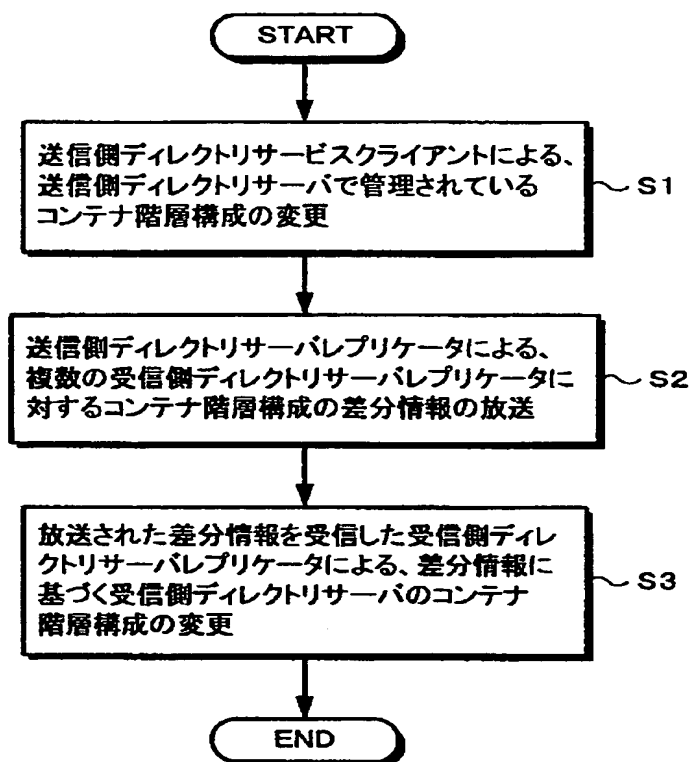 START
送信側ディレクトリサービスクライアントによる、
送信側ディレクトリサーバで管理されている
コンテナ階層構成の変更
S1
送信側ディレクトリサーバレプリケータによる、
複数の受信側ディレクトリサーバレプリケータに
対するコンテナ階層構成の差分情報の放送
S2
放送された差分情報を受信した受信側ディレ
クトリサーバレプリケータによる、差分情報に
基づく受信側ディレクトリサーバのコンテナ
階層構成の変更
S3
END